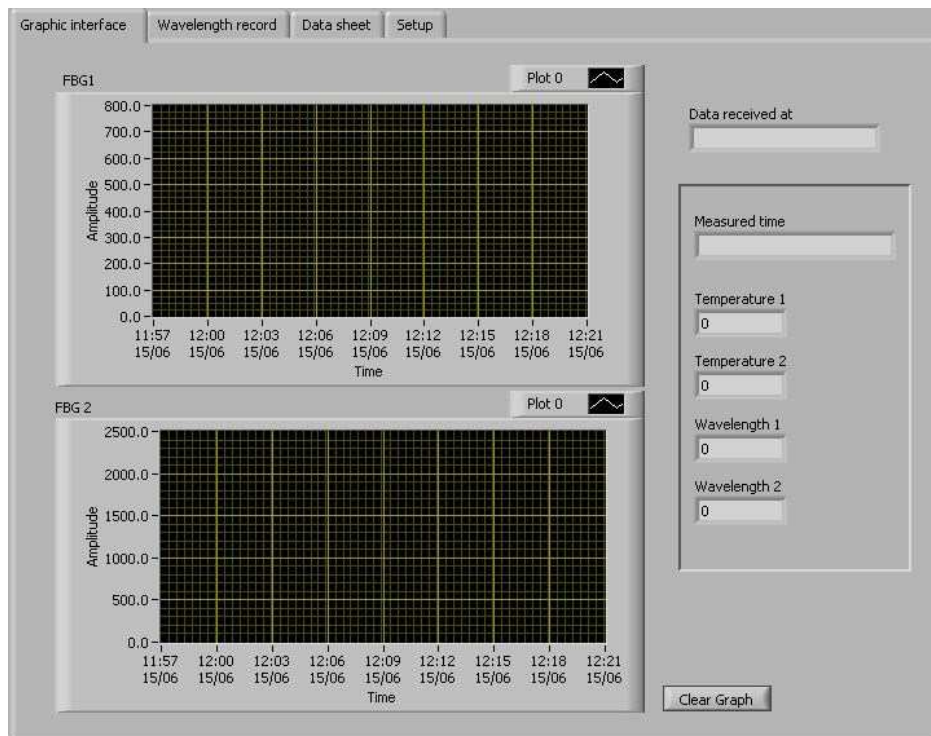 Graphic interface Wavelength record Data sheet Setup
FBG1
Plot 0
800.0
700.0
600.0
500.0
400.0
300.0
200.0
100.0
0.0
Amplitude
11:57 12:00 12:03 12:06 12:09 12:12 12:15 12:18 12:21
15/06 15/06 15/06 15/06 15/06 15/06 15/06 15/06 15/06
Time
FBG 2
Plot 0
2500.0
2000.0
1500.0
1000.0
500.0
0.0
Amplitude
11:57 12:00 12:03 12:06 12:09 12:12 12:15 12:18 12:21
15/06 15/06 15/06 15/06 15/06 15/06 15/06 15/06 15/06
Time
Data received at
Measured time
Temperature 1
0
Temperature 2
0
Wavelength 1
0
Wavelength 2
0
Clear Graph